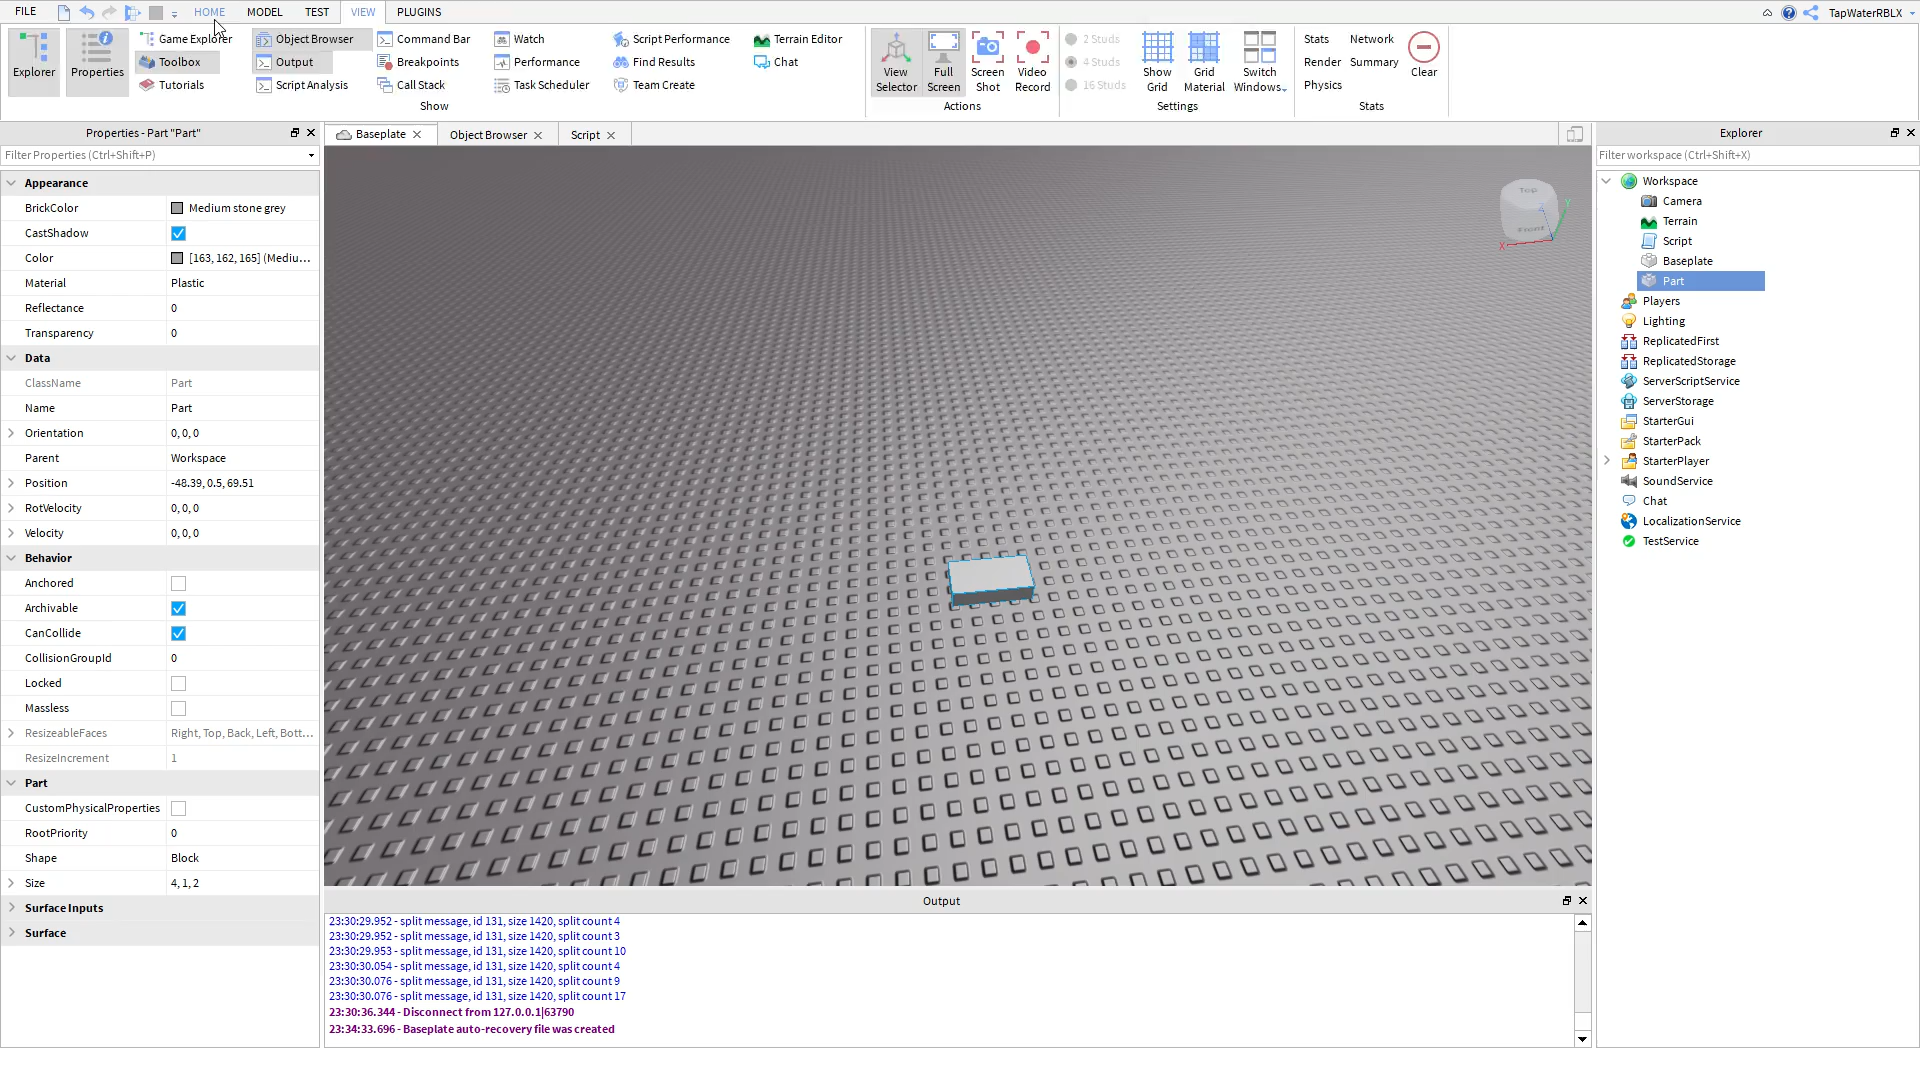 FILE HOME MODEL TEST VIEW PLUGINS TapWaterRBLX
Explorer
Properties
Game Explorer
Toolbox
Tutorials
Object Browser
Output
Script Analysis
Command Bar
Breakpoints
Call Stack
Watch
Performance
Task Scheduler
Script Performance
Find Results
Team Create
Terrain Editor
Chat
Show
View
Selector
Full
Screen
Screen
Shot
Video
Record
Actions
2 Studs
4 Studs
16 Studs
Show
Grid
Grid
Material
Switch
Windows
Settings
Stats
Render
Physics
Network
Summary
Clear
Stats
Properties - Part "Part"
Filter Properties (Ctrl+Shift+P)
Appearance
BrickColor Medium stone grey
CastShadow
Color [163, 162, 165] (Mediu...
Material Plastic
Reflectance 0
Transparency 0
Data
ClassName Part
Name Part
Orientation 0, 0, 0
Parent Workspace
Position -48.39, 0.5, 69.51
RotVelocity 0, 0, 0
Velocity 0, 0, 0
Behavior
Anchored
Archivable
CanCollide
CollisionGroupId 0
Locked
Massless
ResizeableFaces Right, Top, Back, Left, Bott...
ResizeIncrement 1
Part
CustomPhysicalProperties
RootPriority 0
Shape Block
Size 4, 1, 2
Surface Inputs
Surface
Baseplate Object Browser Script
Top
Front
X
Y
Z
Output
23:30:29.952 - split message, id 131, size 1420, split count 4
23:30:29.952 - split message, id 131, size 1420, split count 3
23:30:29.953 - split message, id 131, size 1420, split count 10
23:30:30.054 - split message, id 131, size 1420, split count 4
23:30:30.076 - split message, id 131, size 1420, split count 9
23:30:30.076 - split message, id 131, size 1420, split count 17
23:30:36.344 - Disconnect from 127.0.0.1|63790
23:34:33.696 - Baseplate auto-recovery file was created
Explorer
Filter workspace (Ctrl+Shift+X)
Workspace
Camera
Terrain
Script
Baseplate
Part
Players
Lighting
ReplicatedFirst
ReplicatedStorage
ServerScriptService
ServerStorage
StarterGui
StarterPack
StarterPlayer
SoundService
Chat
LocalizationService
TestService